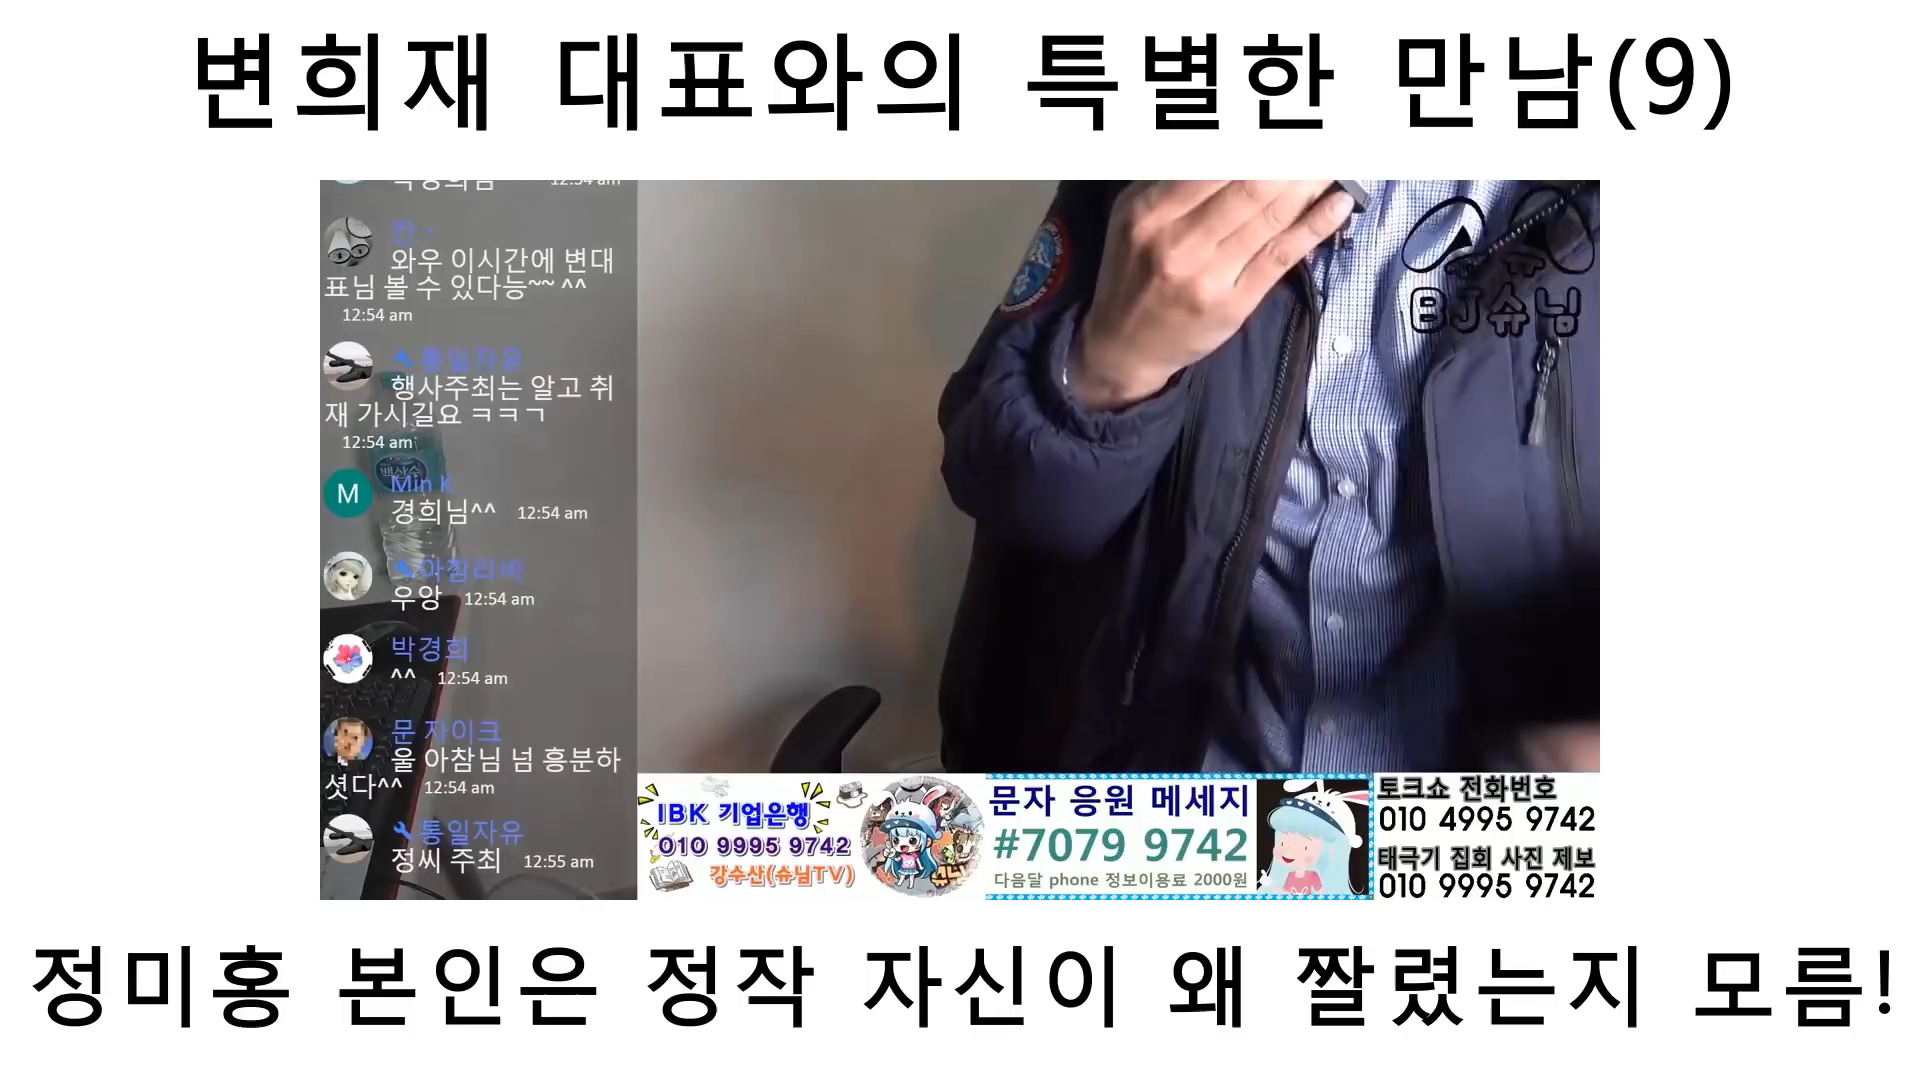 변희재 대표와의 특별한 만남(9)
12:54 am
칸 ·
와우 이시간에 변대
표님 볼 수 있다능~~ ^^
12:54 am
통일자유
행사주최는 알고 취
재 가시길요 ㅋㅋㄱ
12:54 am
백산수
M
Min K
경희님^^ 12:54 am
아참리비
우앙 12:54 am
박경희
^^ 12:54 am
문 자이크
울 아참님 넘 흥분하
셧다^^ 12:54 am
통일자유
정씨 주최 12:55 am
BJ슈님
IBK 기업은행
010 9995 9742
강수산(슈님TV)
슈님
문자 응원 메세지
#7079 9742
다음달 phone 정보이용료 2000원
토크쇼 전화번호
010 4995 9742
태극기 집회 사진 제보
010 9995 9742
정미홍 본인은 정작 자신이 왜 짤렸는지 모름!